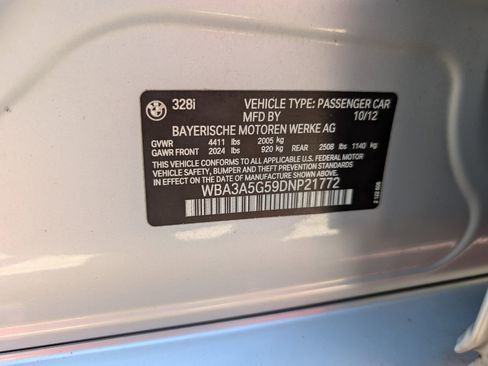 BMW 328i VEHICLE TYPE: PASSENGER CAR
MFD BY 10/12
BAYERISCHE MOTOREN WERKE AG
GVWR 4411 lbs 2005 kg
GAWR FRONT 2024 lbs 920 kg REAR 2508 lbs 1140 kg
THIS VEHICLE CONFORMS TO ALL APPLICABLE U.S. FEDERAL MOTOR
VEHICLE SAFETY, BUMPER, AND THEFT PREVENTION STANDARDS
IN EFFECT ON THE DATE OF MANUFACTURE SHOWN ABOVE.
WBA3A5G59DNP21772